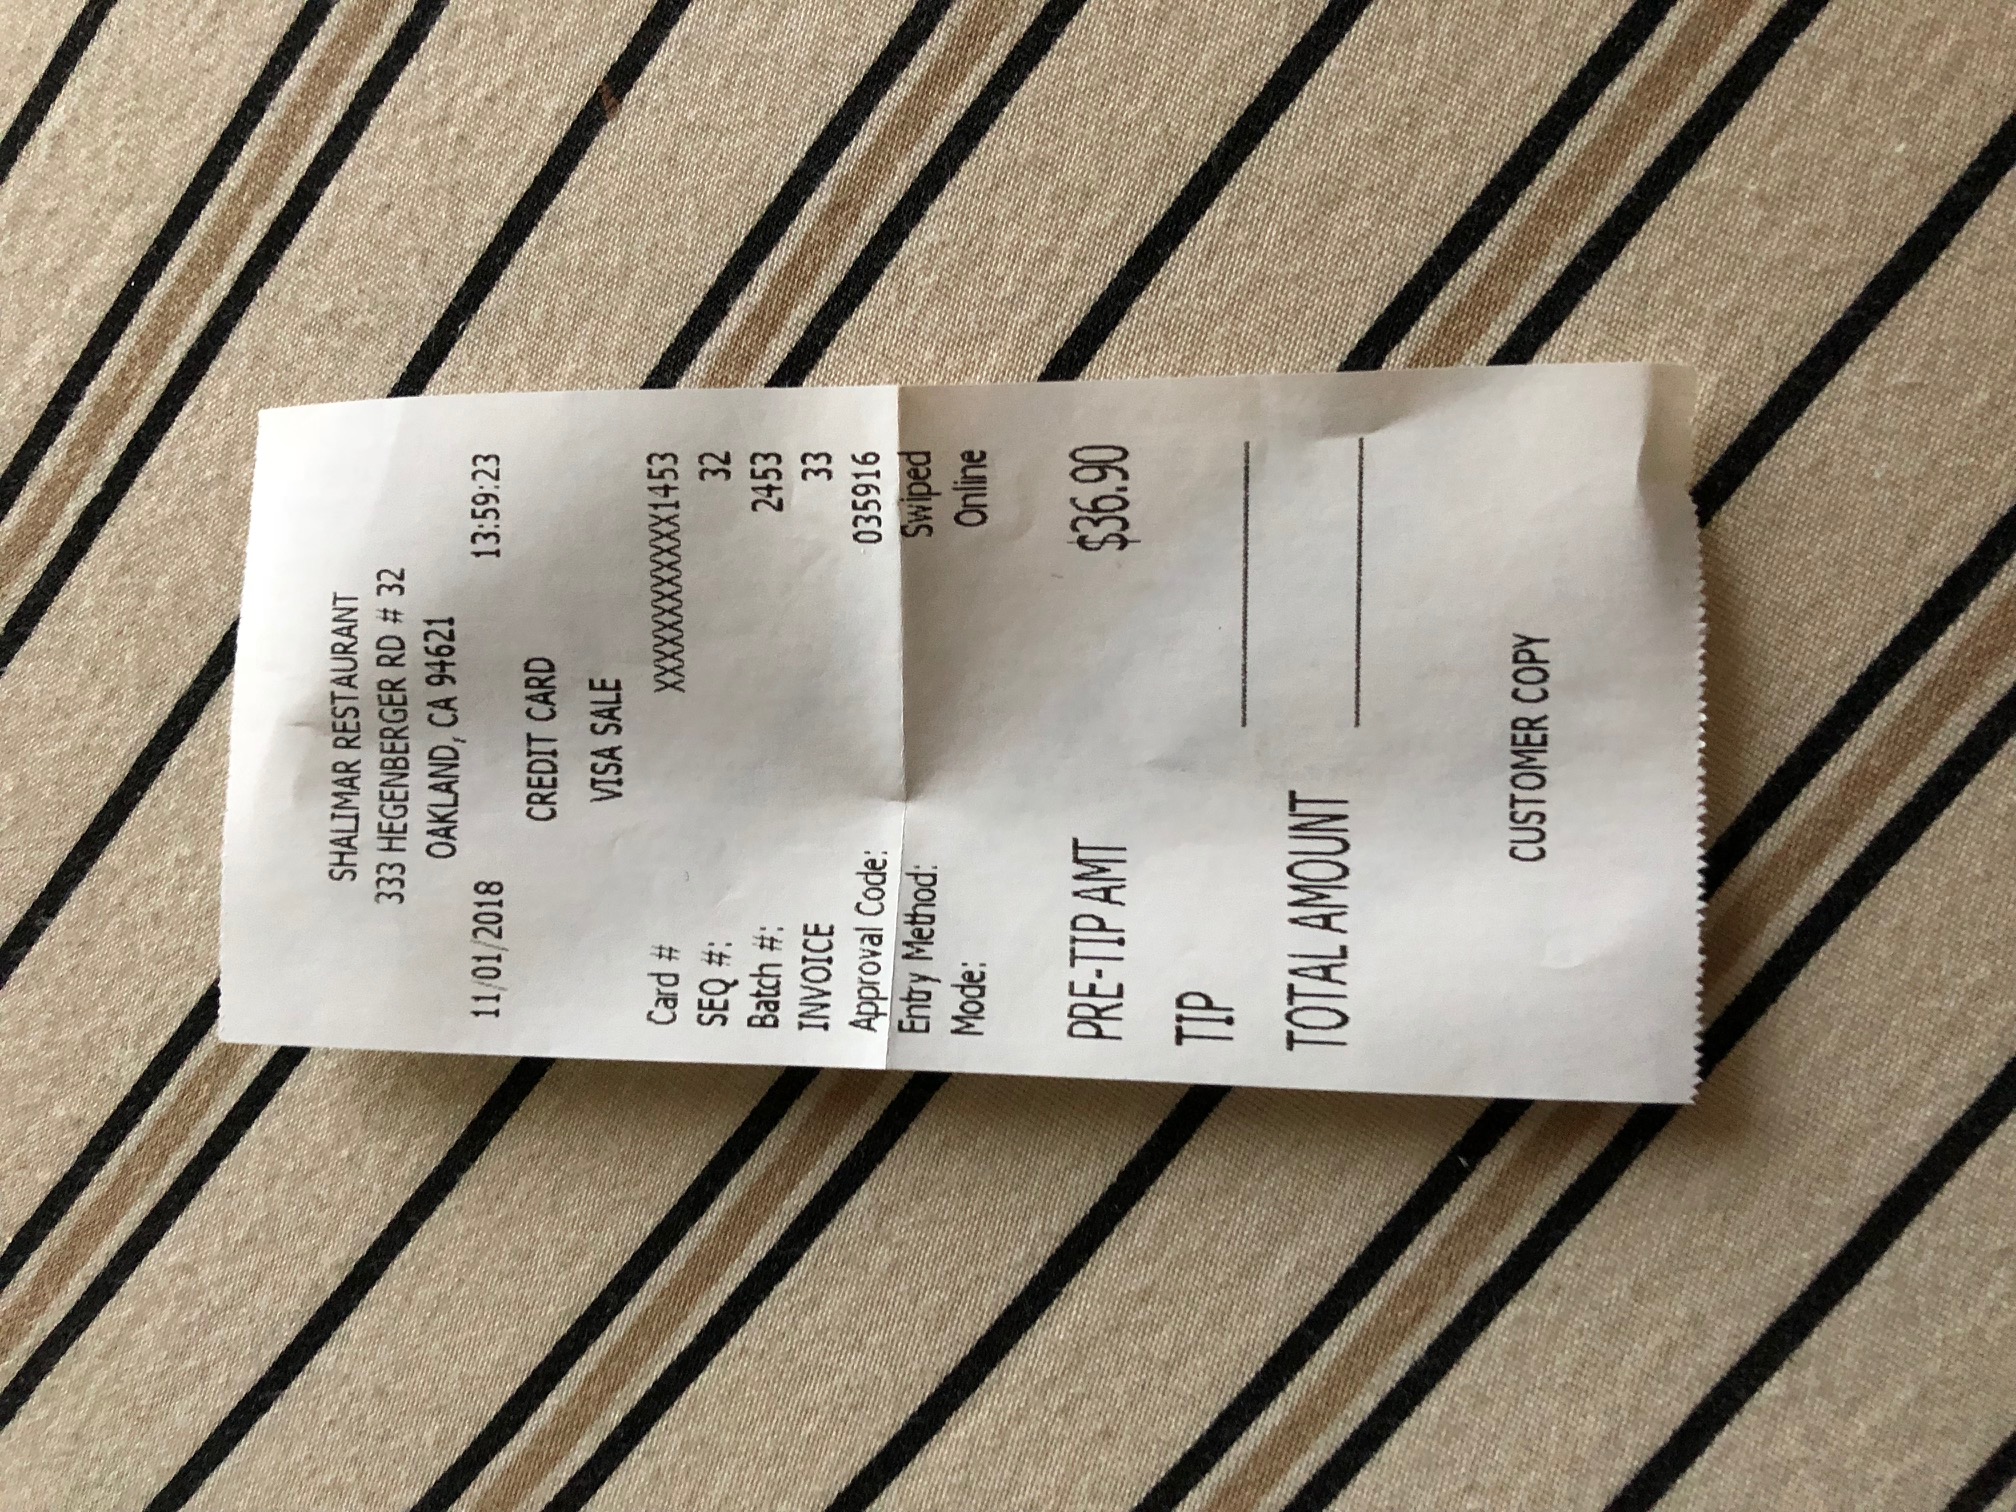 SHALIMAR RESTAURANT
333 HEGENBERGER RD # 32
OAKLAND, CA 94621
11/01/2018 13:59:23
CREDIT CARD
VISA SALE
Card # XXXXXXXXXXXX1453
SEQ #: 32
Batch #: 2453
INVOICE 33
Approval Code: 035916
Entry Method: Swiped
Mode: Online
PRE-TIP AMT $36.90
TIP
TOTAL AMOUNT
CUSTOMER COPY